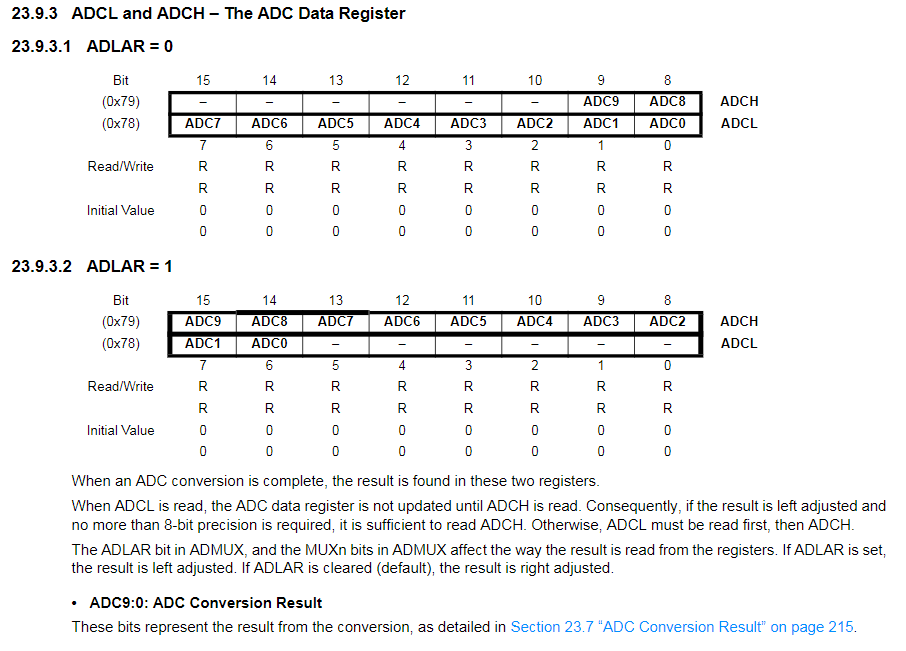 23.9.3 ADCL and ADCH – The ADC Data Register
23.9.3.1 ADLAR = 0
Bit 15 14 13 12 11 10 9 8
(0x79) – – – – – – ADC9 ADC8 ADCH
(0x78) ADC7 ADC6 ADC5 ADC4 ADC3 ADC2 ADC1 ADC0 ADCL
7 6 5 4 3 2 1 0
Read/Write R R R R R R R R
R R R R R R R R
Initial Value 0 0 0 0 0 0 0 0
0 0 0 0 0 0 0 0
23.9.3.2 ADLAR = 1
Bit 15 14 13 12 11 10 9 8
(0x79) ADC9 ADC8 ADC7 ADC6 ADC5 ADC4 ADC3 ADC2 ADCH
(0x78) ADC1 ADC0 – – – – – – ADCL
7 6 5 4 3 2 1 0
Read/Write R R R R R R R R
R R R R R R R R
Initial Value 0 0 0 0 0 0 0 0
0 0 0 0 0 0 0 0
When an ADC conversion is complete, the result is found in these two registers.
When ADCL is read, the ADC data register is not updated until ADCH is read. Consequently, if the result is left adjusted and
no more than 8-bit precision is required, it is sufficient to read ADCH. Otherwise, ADCL must be read first, then ADCH.
The ADLAR bit in ADMUX, and the MUXn bits in ADMUX affect the way the result is read from the registers. If ADLAR is set,
the result is left adjusted. If ADLAR is cleared (default), the result is right adjusted.
• ADC9:0: ADC Conversion Result
These bits represent the result from the conversion, as detailed in Section 23.7 “ADC Conversion Result” on page 215.